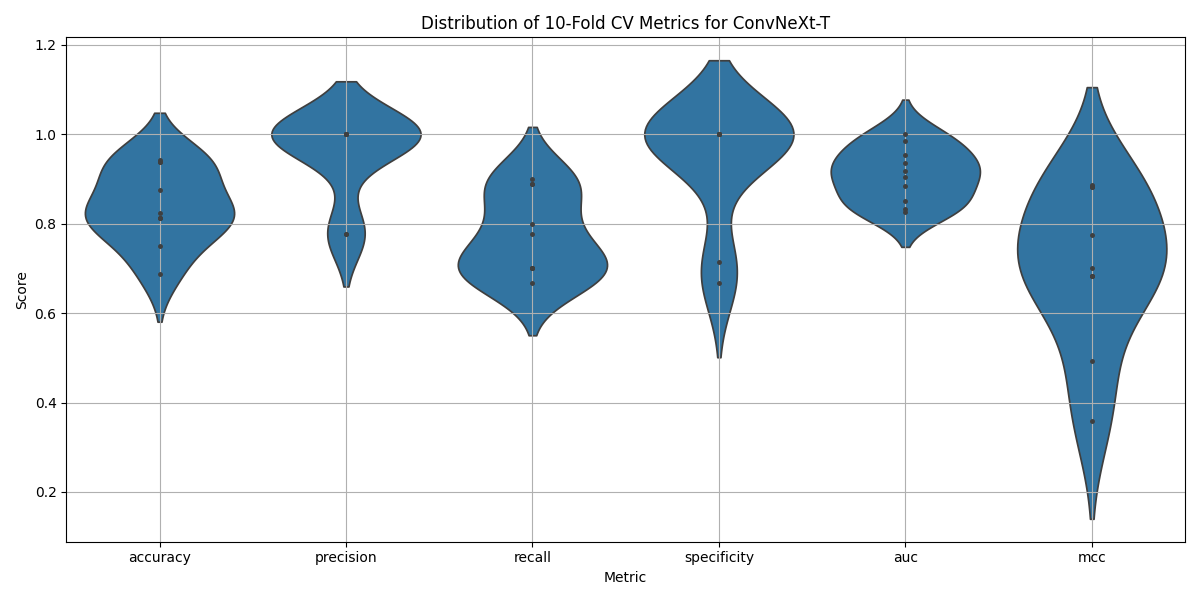 Distribution of 10-Fold CV Metrics for ConvNeXt-T
1.2
1.0
0.8
0.6
0.4
0.2
Score
accuracy precision recall specificity auc mcc
Metric